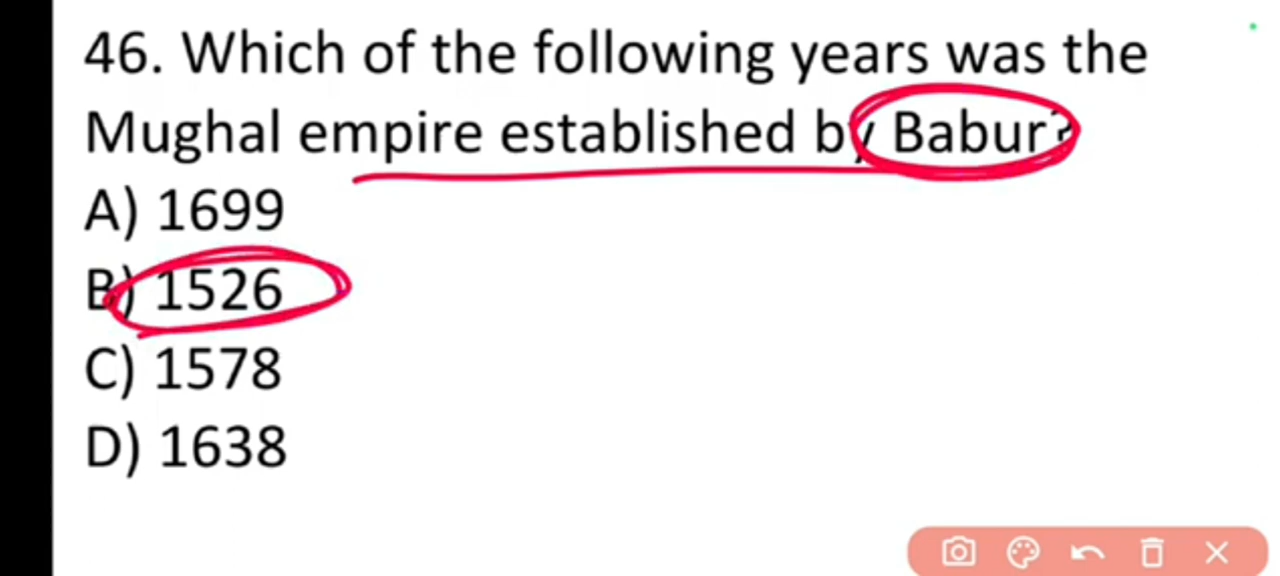 46. Which of the following years was the
Mughal empire established by Babur?
A) 1699
B) 1526
C) 1578
D) 1638